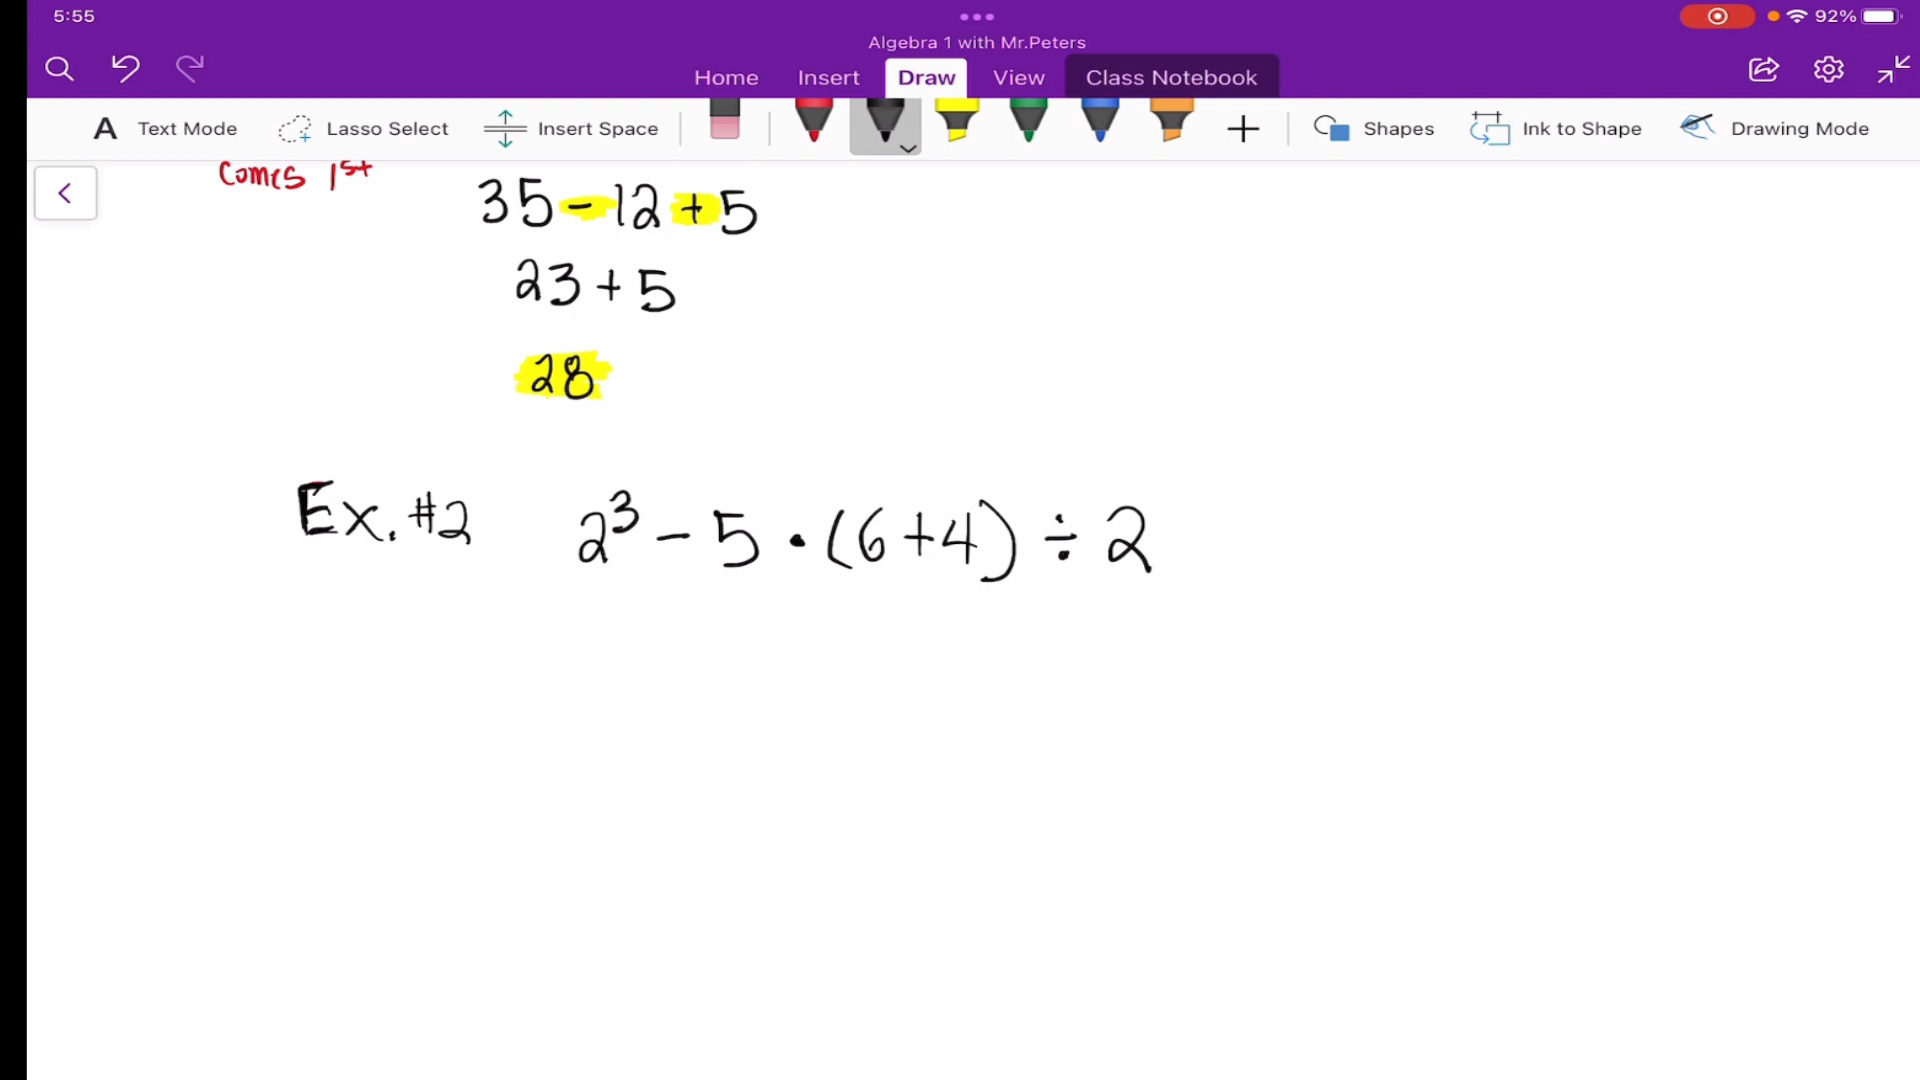 5:55
92%
Algebra 1 with Mr.Peters
Home Insert Draw View Class Notebook
A Text Mode Lasso Select Insert Space Shapes Ink to Shape Drawing Mode
Comes 1st
35 - 12 + 5
23 + 5
28
Ex. #2 2³ - 5 • (6+4) ÷ 2